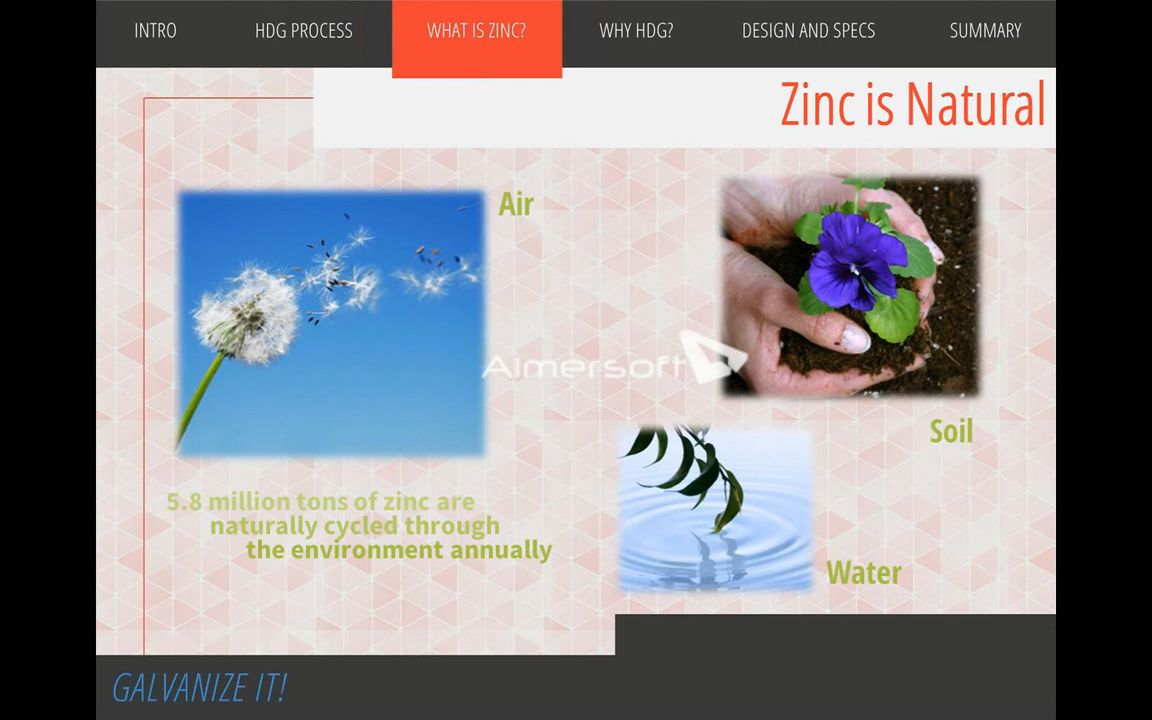 INTRO
HDG PROCESS
WHAT IS ZINC?
WHY HDG?
DESIGN AND SPECS
SUMMARY
Zinc is Natural
Air
Aimersoft
Soil
5.8 million tons of zinc are
naturally cycled through
the environment annually
Water
GALVANIZE IT!